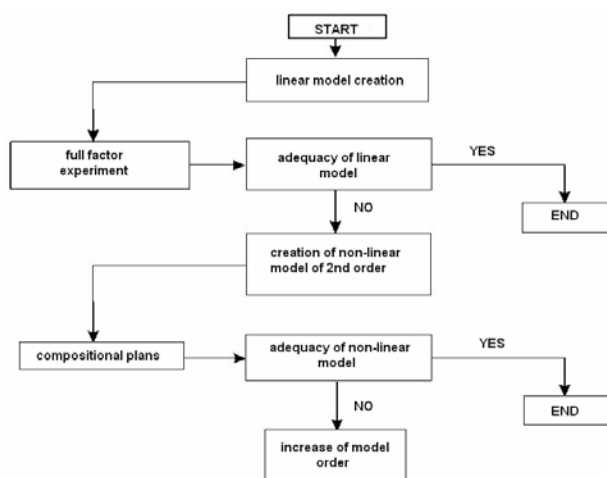 START
linear model creation
full factor
experiment
adequacy of linear
model
YES
END
NO
creation of non-linear
model of 2nd order
compositional plans
adequacy of non-linear
model
YES
END
NO
increase of model
order